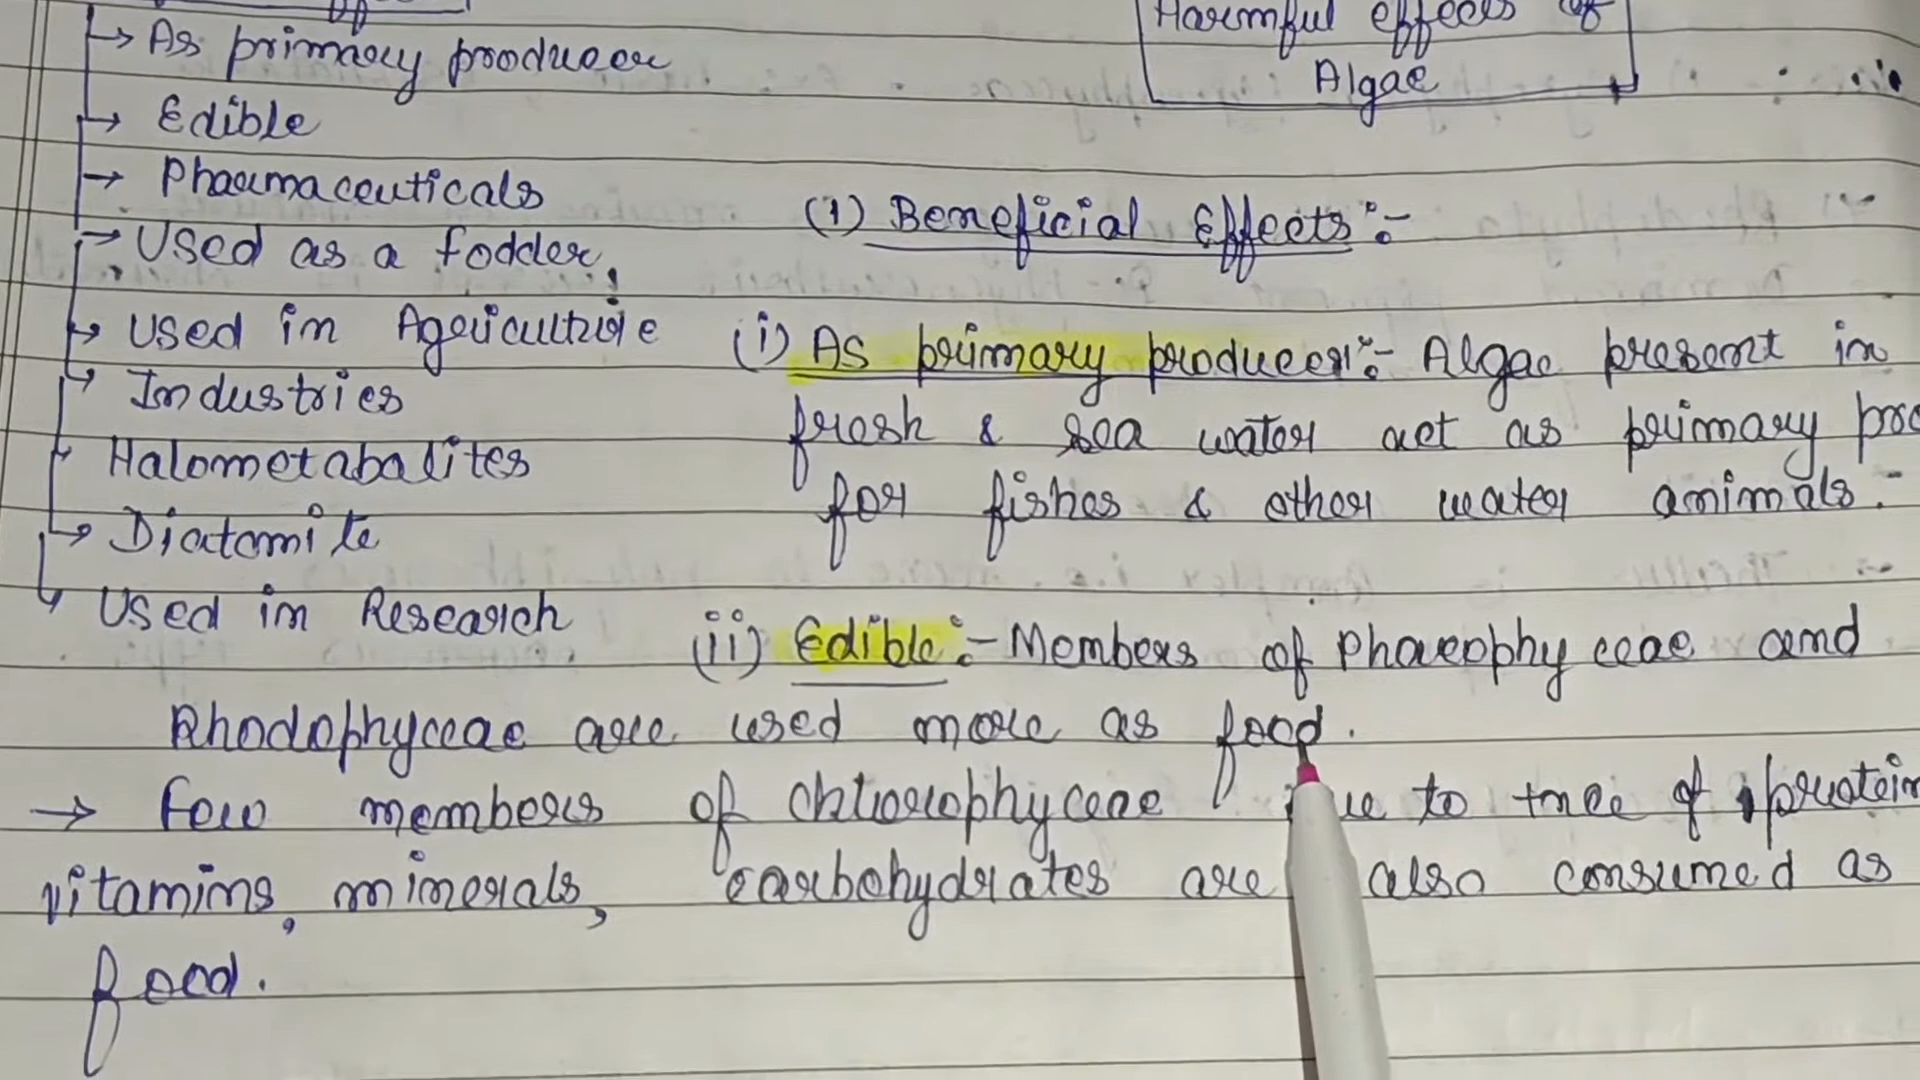 Harmful effects of
Algae
As primary producer
Edible
Pharmaceuticals
Used as a fodder
Used in Agriculture
Industries
Halometabalites
Diatomite
Used in Research
(1) Beneficial Effects:-
(i) As primary producer:- Algae present in
fresh & sea water act as primary
for fishes & other water animals.
(ii) Edible:- Members of Phaeophyceae and
Rhodophyceae are used more as food.
→ Few members of Chlorophyceae to of protein
vitamins, minerals, carbohydrates are also consumed as
food.